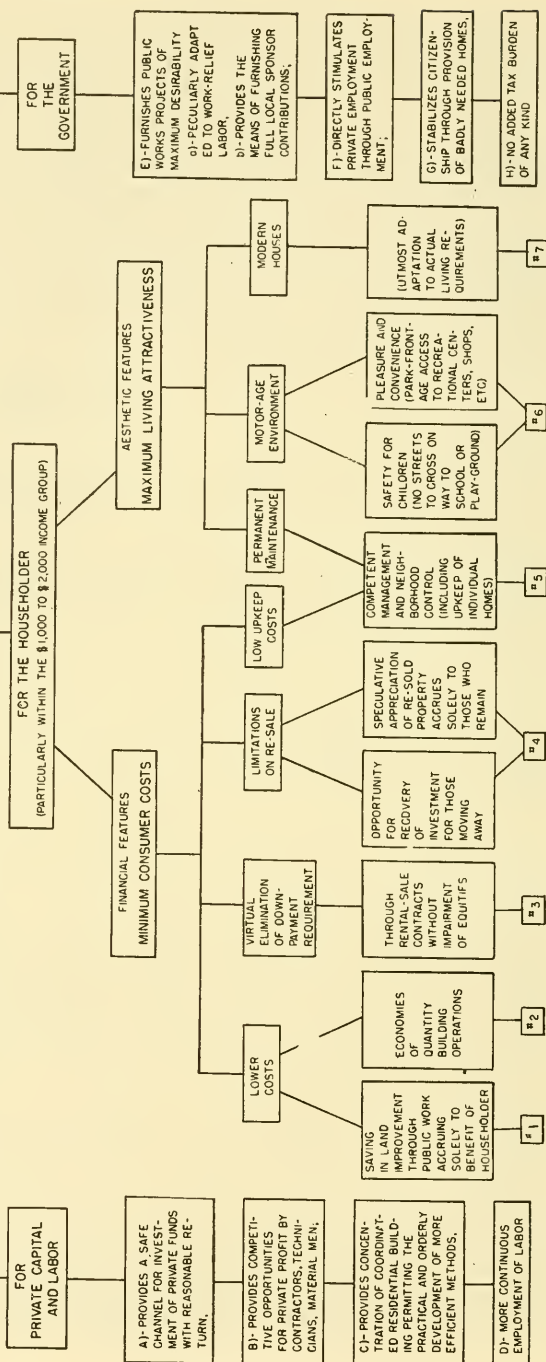 FOR
PRIVATE CAPITAL
AND LABOR
A)-PROVIDES A SAFE
CHANNEL FOR INVEST-
MENT OF PRIVATE FUNDS
WITH REASONABLE RE-
TURN,
B)- PROVIDES COMPETI-
TIVE OPPORTUNITIES
FOR PRIVATE PROFIT BY
CONTRACTORS, TECHNI-
CIANS, MATERIAL MEN;
C)- PROVIDES CONCEN-
TRATION OF COORDINAT-
ED RESIDENTIAL BUILD-
ING PERMITTING THE
PRACTICAL AND ORDERLY
DEVELOPMENT OF MORE
EFFICIENT METHODS,
D)- MORE CONTINUOUS
EMPLOYMENT OF LABOR
FOR THE HOUSEHOLDER
(PARTICULARLY WITHIN THE $1,000 TO $2,000 INCOME GROUP)
FINANCIAL FEATURES
MINIMUM CONSUMER COSTS
LOWER
COSTS
SAVING
IN LAND
IMPROVEMENT
THROUGH
PUBLIC WORK
ACCRUING
SOLELY TO
BENEFIT OF
HOUSEHOLDER
#1
ECONOMIES
OF
QUANTITY
BUILDING
OPERATIONS
#2
VIRTUAL
ELIMINATION
OF DOWN-
PAYMENT
REQUIREMENT
THROUGH
RENTAL-SALE
CONTRACTS
WITHOUT
IMPAIRMENT
OF EQUITIFS
#3
LIMITATIONS
ON RE-SALE
OPPORTUNITY
FOR
RECOVERY
OF
INVESTMENT
FOR THOSE
MOVING
AWAY
SPECULATIVE
APPRECIATION
OF RE-SOLD
PROPERTY
ACCRUES
SOLELY TO
THOSE WHO
REMAIN
#4
LOW UPKEEP
COSTS
AESTHETIC FEATURES
MAXIMUM LIVING ATTRACTIVENESS
PERMANENT
MAINTENANCE
COMPETENT
MANAGEMENT
AND NEIGH-
BORHOOD
CONTROL
(INCLUDING
UPKEEP OF
INDIVIDUAL
HOMES)
#5
MOTOR-AGE
ENVIRONMENT
SAFETY FOR
CHILDREN
(NO STREETS
TO CROSS ON
WAY TO
SCHOOL OR
PLAY-GROUND)
PLEASURE AND
CONVENIENCE
(PARK-FRONT-
AGE ACCESS
TO RECREA-
TIONAL CEN-
TERS, SHOPS,
ETC)
#6
MODERN
HOUSES
(UTMOST AD-
APTATION
TO ACTUAL
LIVING RE-
QUIREMENTS)
#7
FOR
THE
GOVERNMENT
E)-FURNISHES PUBLIC
WORKS PROJECTS OF
MAXIMUM DESIRABILITY
a)-PECULIARLY ADAPT
ED TO WORK-RELIEF
LABOR,
b)-PROVIDES THE
MEANS OF FURNISHING
FULL LOCAL SPONSOR
CONTRIBUTIONS;
F)-DIRECTLY STIMULATES
PRIVATE EMPLOYMENT
THROUGH PUBLIC EMPLOY-
MENT;
G)-STABILIZES CITIZEN-
SHIP THROUGH PROVISION
OF BADLY NEEDED HOMES,
H)-NO ADDED TAX BURDEN
OF ANY KIND